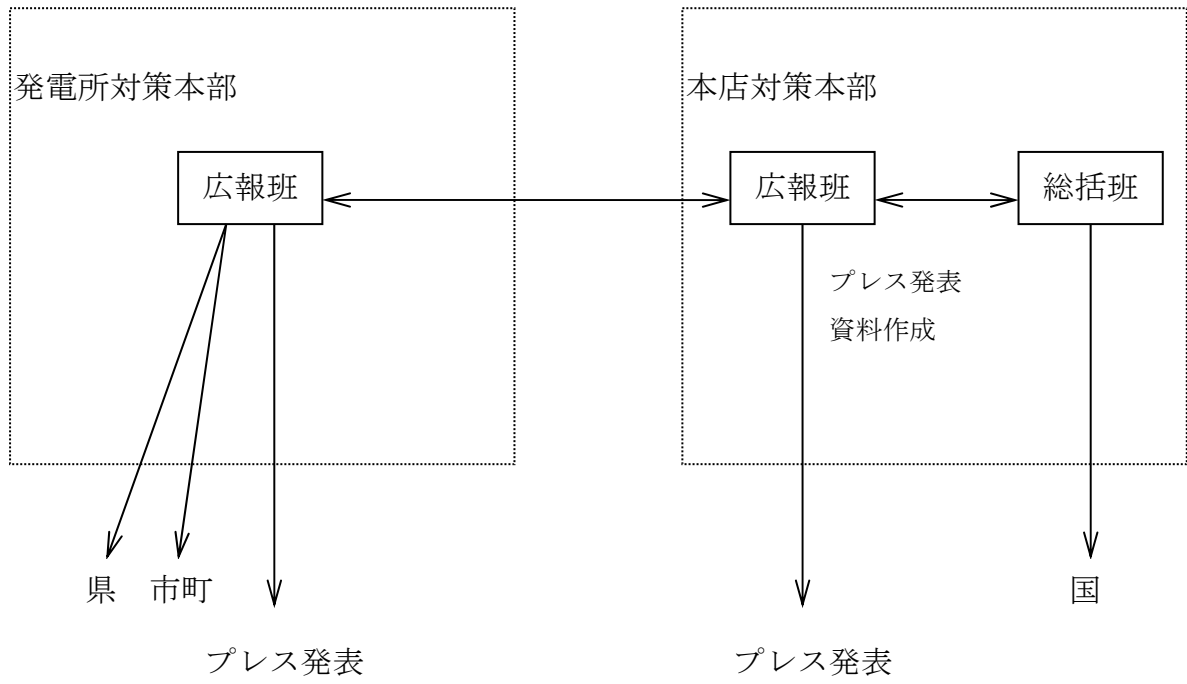 発電所対策本部
本店対策本部
広報班
広報班
総括班
プレス発表
資料作成
県
市町
国
プレス発表
プレス発表